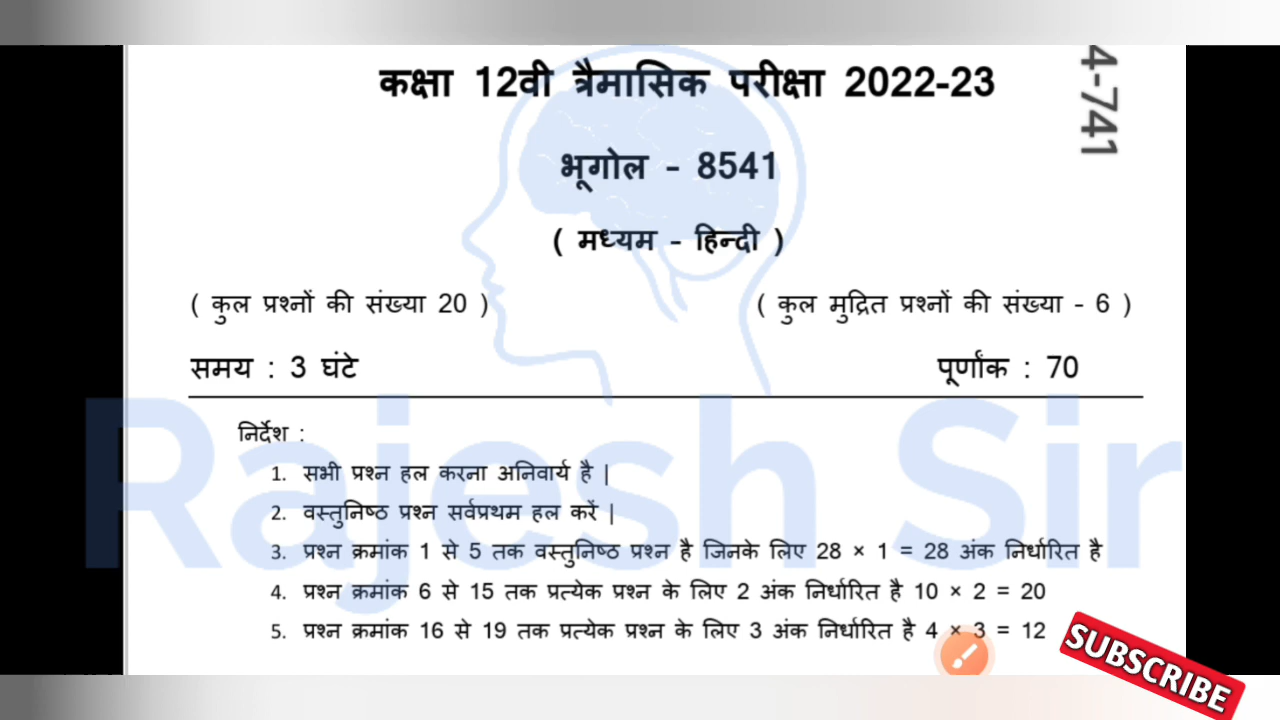 कक्षा 12वी त्रैमासिक परीक्षा 2022-23
4-741
भूगोल - 8541
( मध्यम - हिन्दी )
( कुल प्रश्नों की संख्या 20 ) ( कुल मुद्रित प्रश्नों की संख्या - 6 )
समय : 3 घंटे पूर्णांक : 70
Rajesh Sir
निर्देश :
1. सभी प्रश्न हल करना अनिवार्य है |
2. वस्तुनिष्ठ प्रश्न सर्वप्रथम हल करें |
3. प्रश्न क्रमांक 1 से 5 तक वस्तुनिष्ठ प्रश्न है जिनके लिए 28 × 1 = 28 अंक निर्धारित है
4. प्रश्न क्रमांक 6 से 15 तक प्रत्येक प्रश्न के लिए 2 अंक निर्धारित है 10 × 2 = 20
5. प्रश्न क्रमांक 16 से 19 तक प्रत्येक प्रश्न के लिए 3 अंक निर्धारित है 4 × 3 = 12
SUBSCRIBE